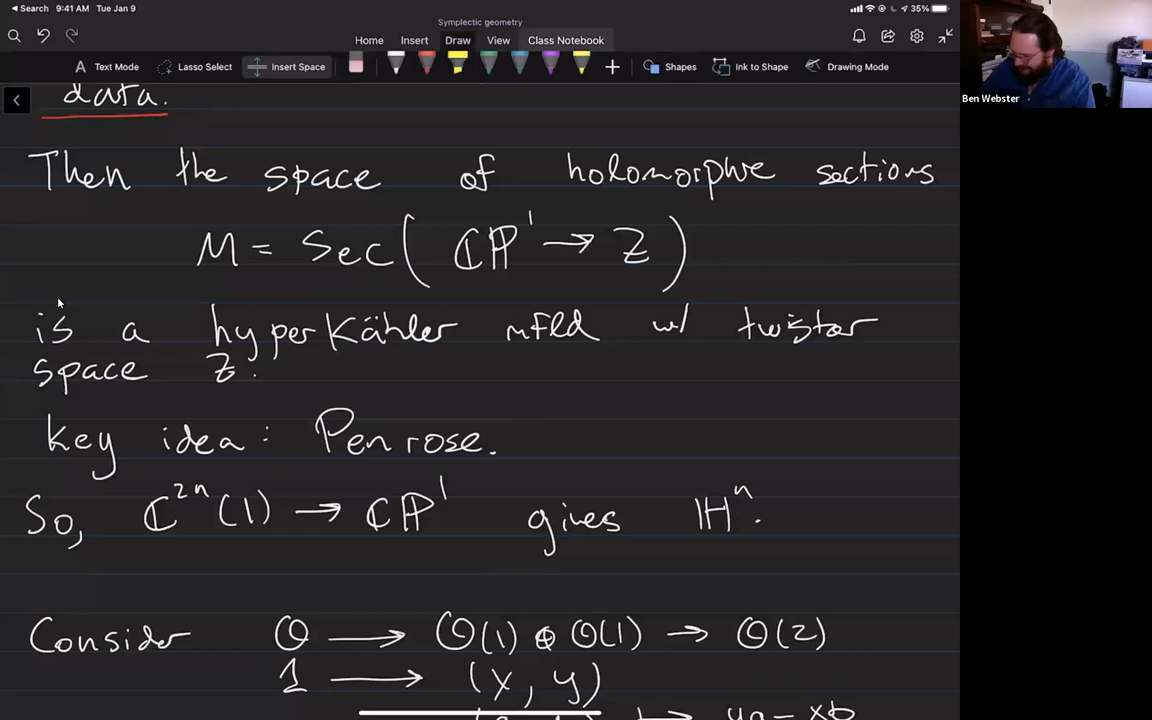 Search 9:41 AM Tue Jan 9
Symplectic geometry
35%
Home Insert Draw View Class Notebook
Text Mode Lasso Select Insert Space Shapes Ink to Shape Drawing Mode
Ben Webster
data.
Then the space of holomorphic sections
M = Sec( ℂℙ¹ → Z )
is a hyperKähler mfld w/ twistor
space Z.
Key idea: Penrose.
So, ℂ²ⁿ(1) → ℂℙ¹ gives ℍⁿ.
Consider O → O(1) ⊕ O(1) → O(2)
1 → (x, y)
ya - xb